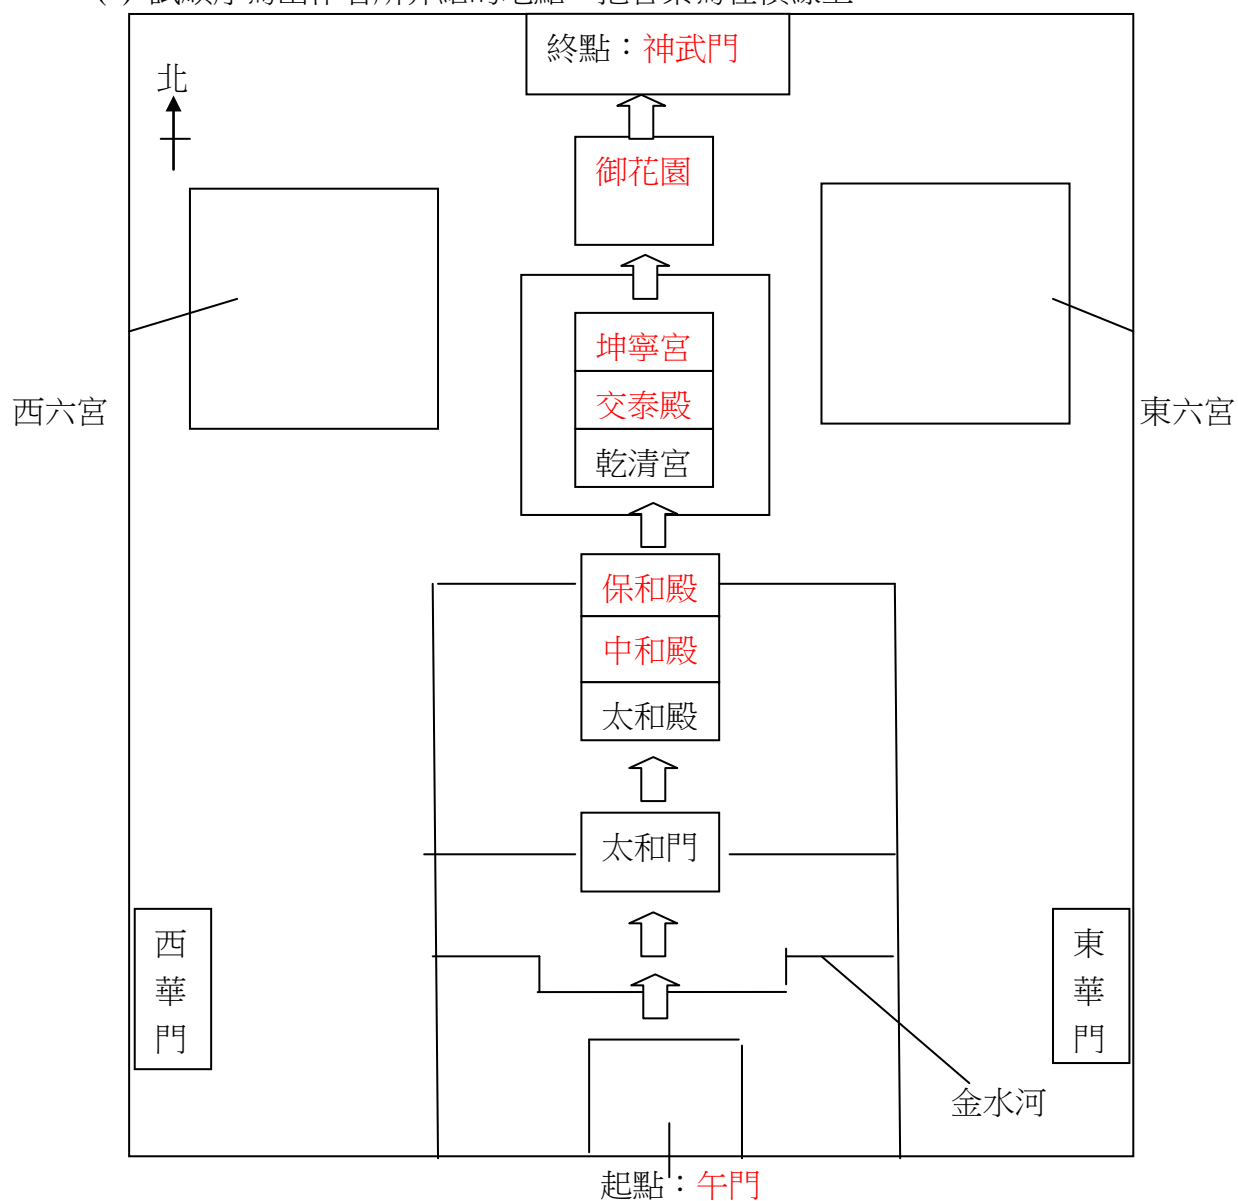 終點：神武門
北
御花園
坤寧宮
交泰殿
乾清宮
西六宮
東六宮
保和殿
中和殿
太和殿
太和門
西華門
東華門
金水河
起點：午門